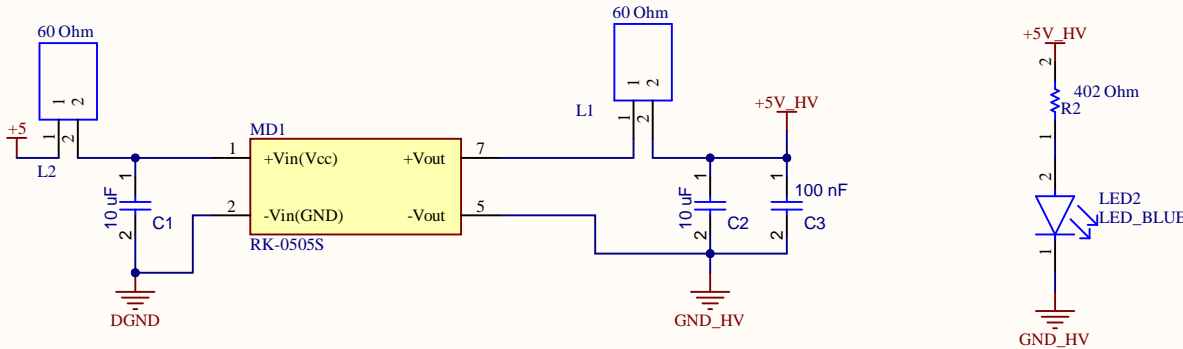 60 Ohm
1
2
1
2
+5
L2
10 uF
1
2
C1
MD1
1
+Vin(Vcc)
+Vout
7
2
-Vin(GND)
-Vout
5
RK-0505S
DGND
60 Ohm
1
2
1
2
L1
+5V_HV
10 uF
1
2
C2
100 nF
1
2
C3
GND_HV
+5V_HV
2
402 Ohm
R2
1
2
LED2
LED_BLUE
1
GND_HV